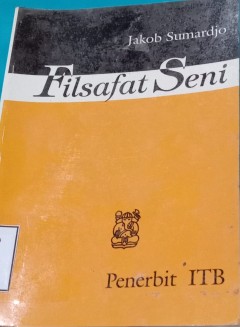 Jakob Sumardjo
Filsafat Seni
Penerbit ITB